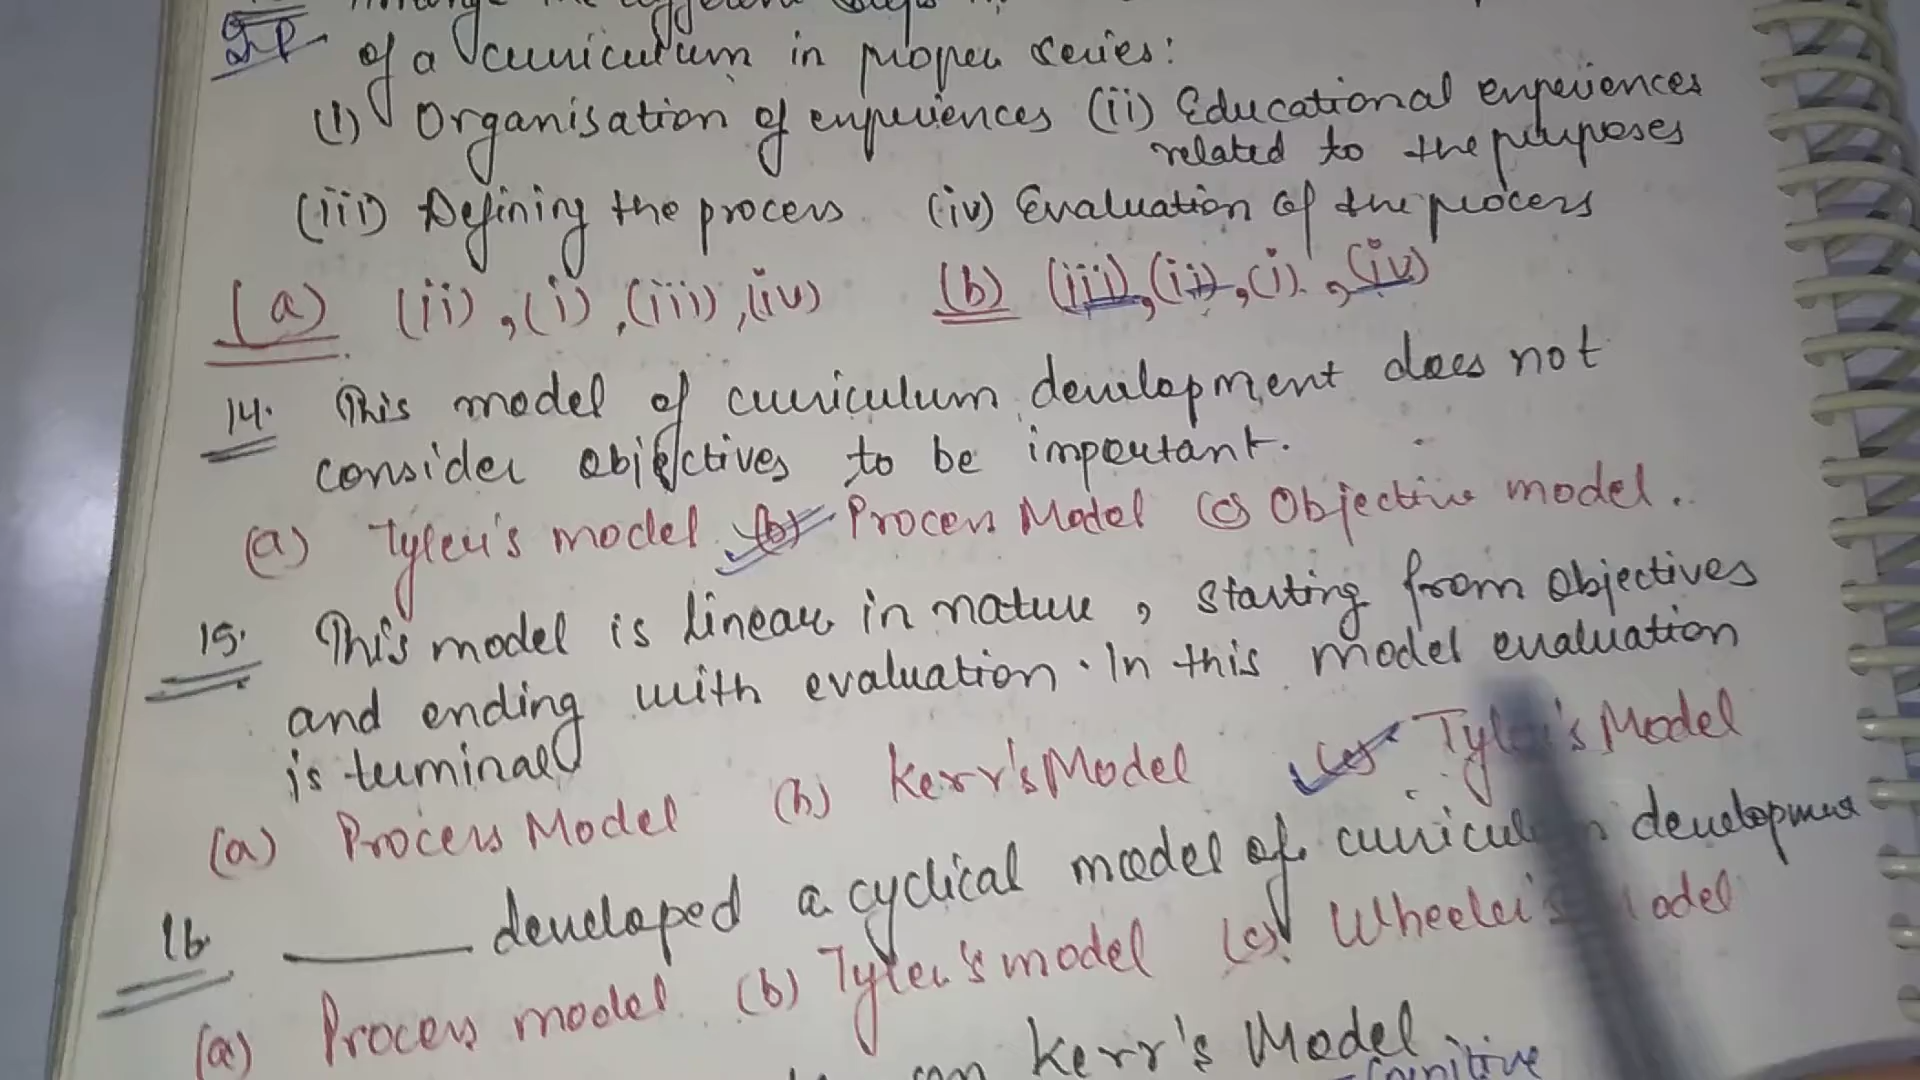 Imp
of a curriculum in proper series:
(i) Organisation of experiences (ii) Educational experiences
related to the purposes
(iii) Defining the process (iv) Evaluation of the process
(a) (ii), (i), (iii), (iv) (b) (iii), (ii), (i), (iv)
14. This model of curriculum development does not
consider objectives to be important.
(a) Tyler's model (b) Process Model (c) Objective model.
15. This model is linear in nature, starting from objectives
and ending with evaluation. In this model evaluation
is terminal
(a) Process Model (b) Kerr's Model (c) Tyler's Model
16. ____ developed a cyclical model of curriculum development
(a) Process model. (b) Tyler's model (c) Wheeler's Model
Kerr's Model.
Cognitive